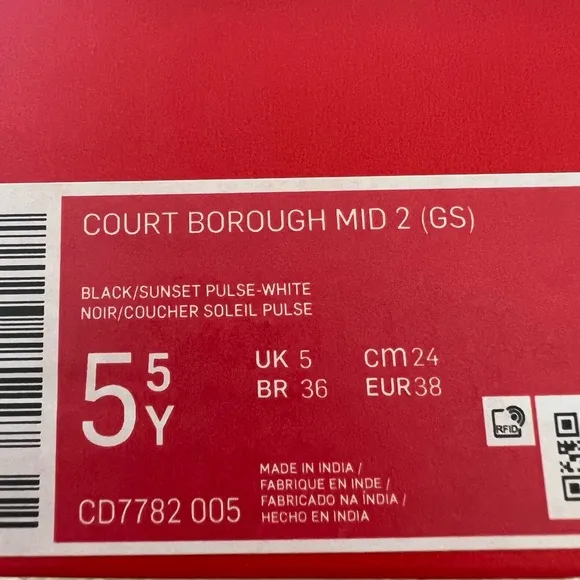 COURT BOROUGH MID 2 (GS)
BLACK/SUNSET PULSE-WHITE
NOIR/COUCHER SOLEIL PULSE
5.5Y
UK 5 cm 24
BR 36 EUR 38
RFID
CD7782 005
MADE IN INDIA /
FABRIQUE EN INDE /
FABRICADO NA ÍNDIA /
HECHO EN INDIA